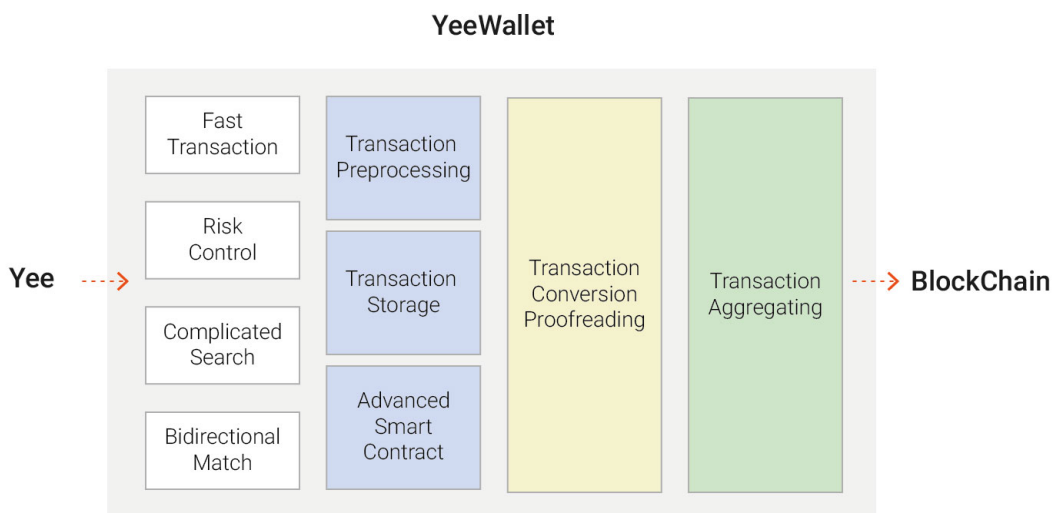 YeeWallet
Yee
Fast
Transaction
Risk
Control
Complicated
Search
Bidirectional
Match
Transaction
Preprocessing
Transaction
Storage
Advanced
Smart
Contract
Transaction
Conversion
Proofreading
Transaction
Aggregating
BlockChain